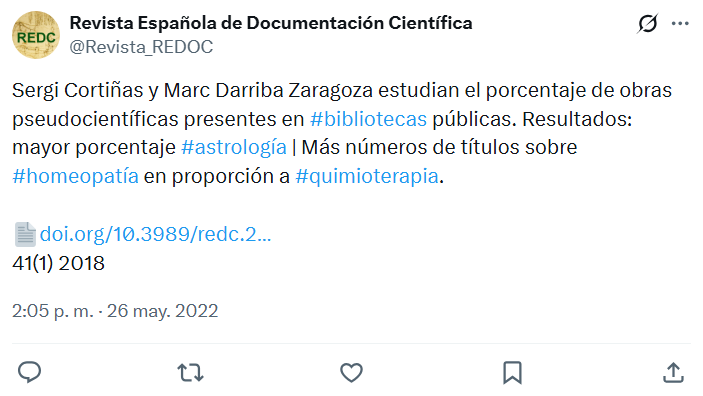 REDC
Revista Española de Documentación Científica
@Revista_REDOC
Sergi Cortiñas y Marc Darriba Zaragoza estudian el porcentaje de obras
pseudocientíficas presentes en #bibliotecas públicas. Resultados:
mayor porcentaje #astrología | Más números de títulos sobre
#homeopatía en proporción a #quimioterapia.
doi.org/10.3989/redc.2...
41(1) 2018
2:05 p. m. · 26 may. 2022